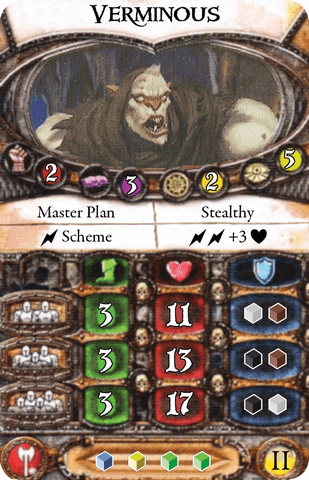 Verminous
2 3 2 5
Master Plan Stealthy
Scheme +3
3 11
3 13
3 17
II